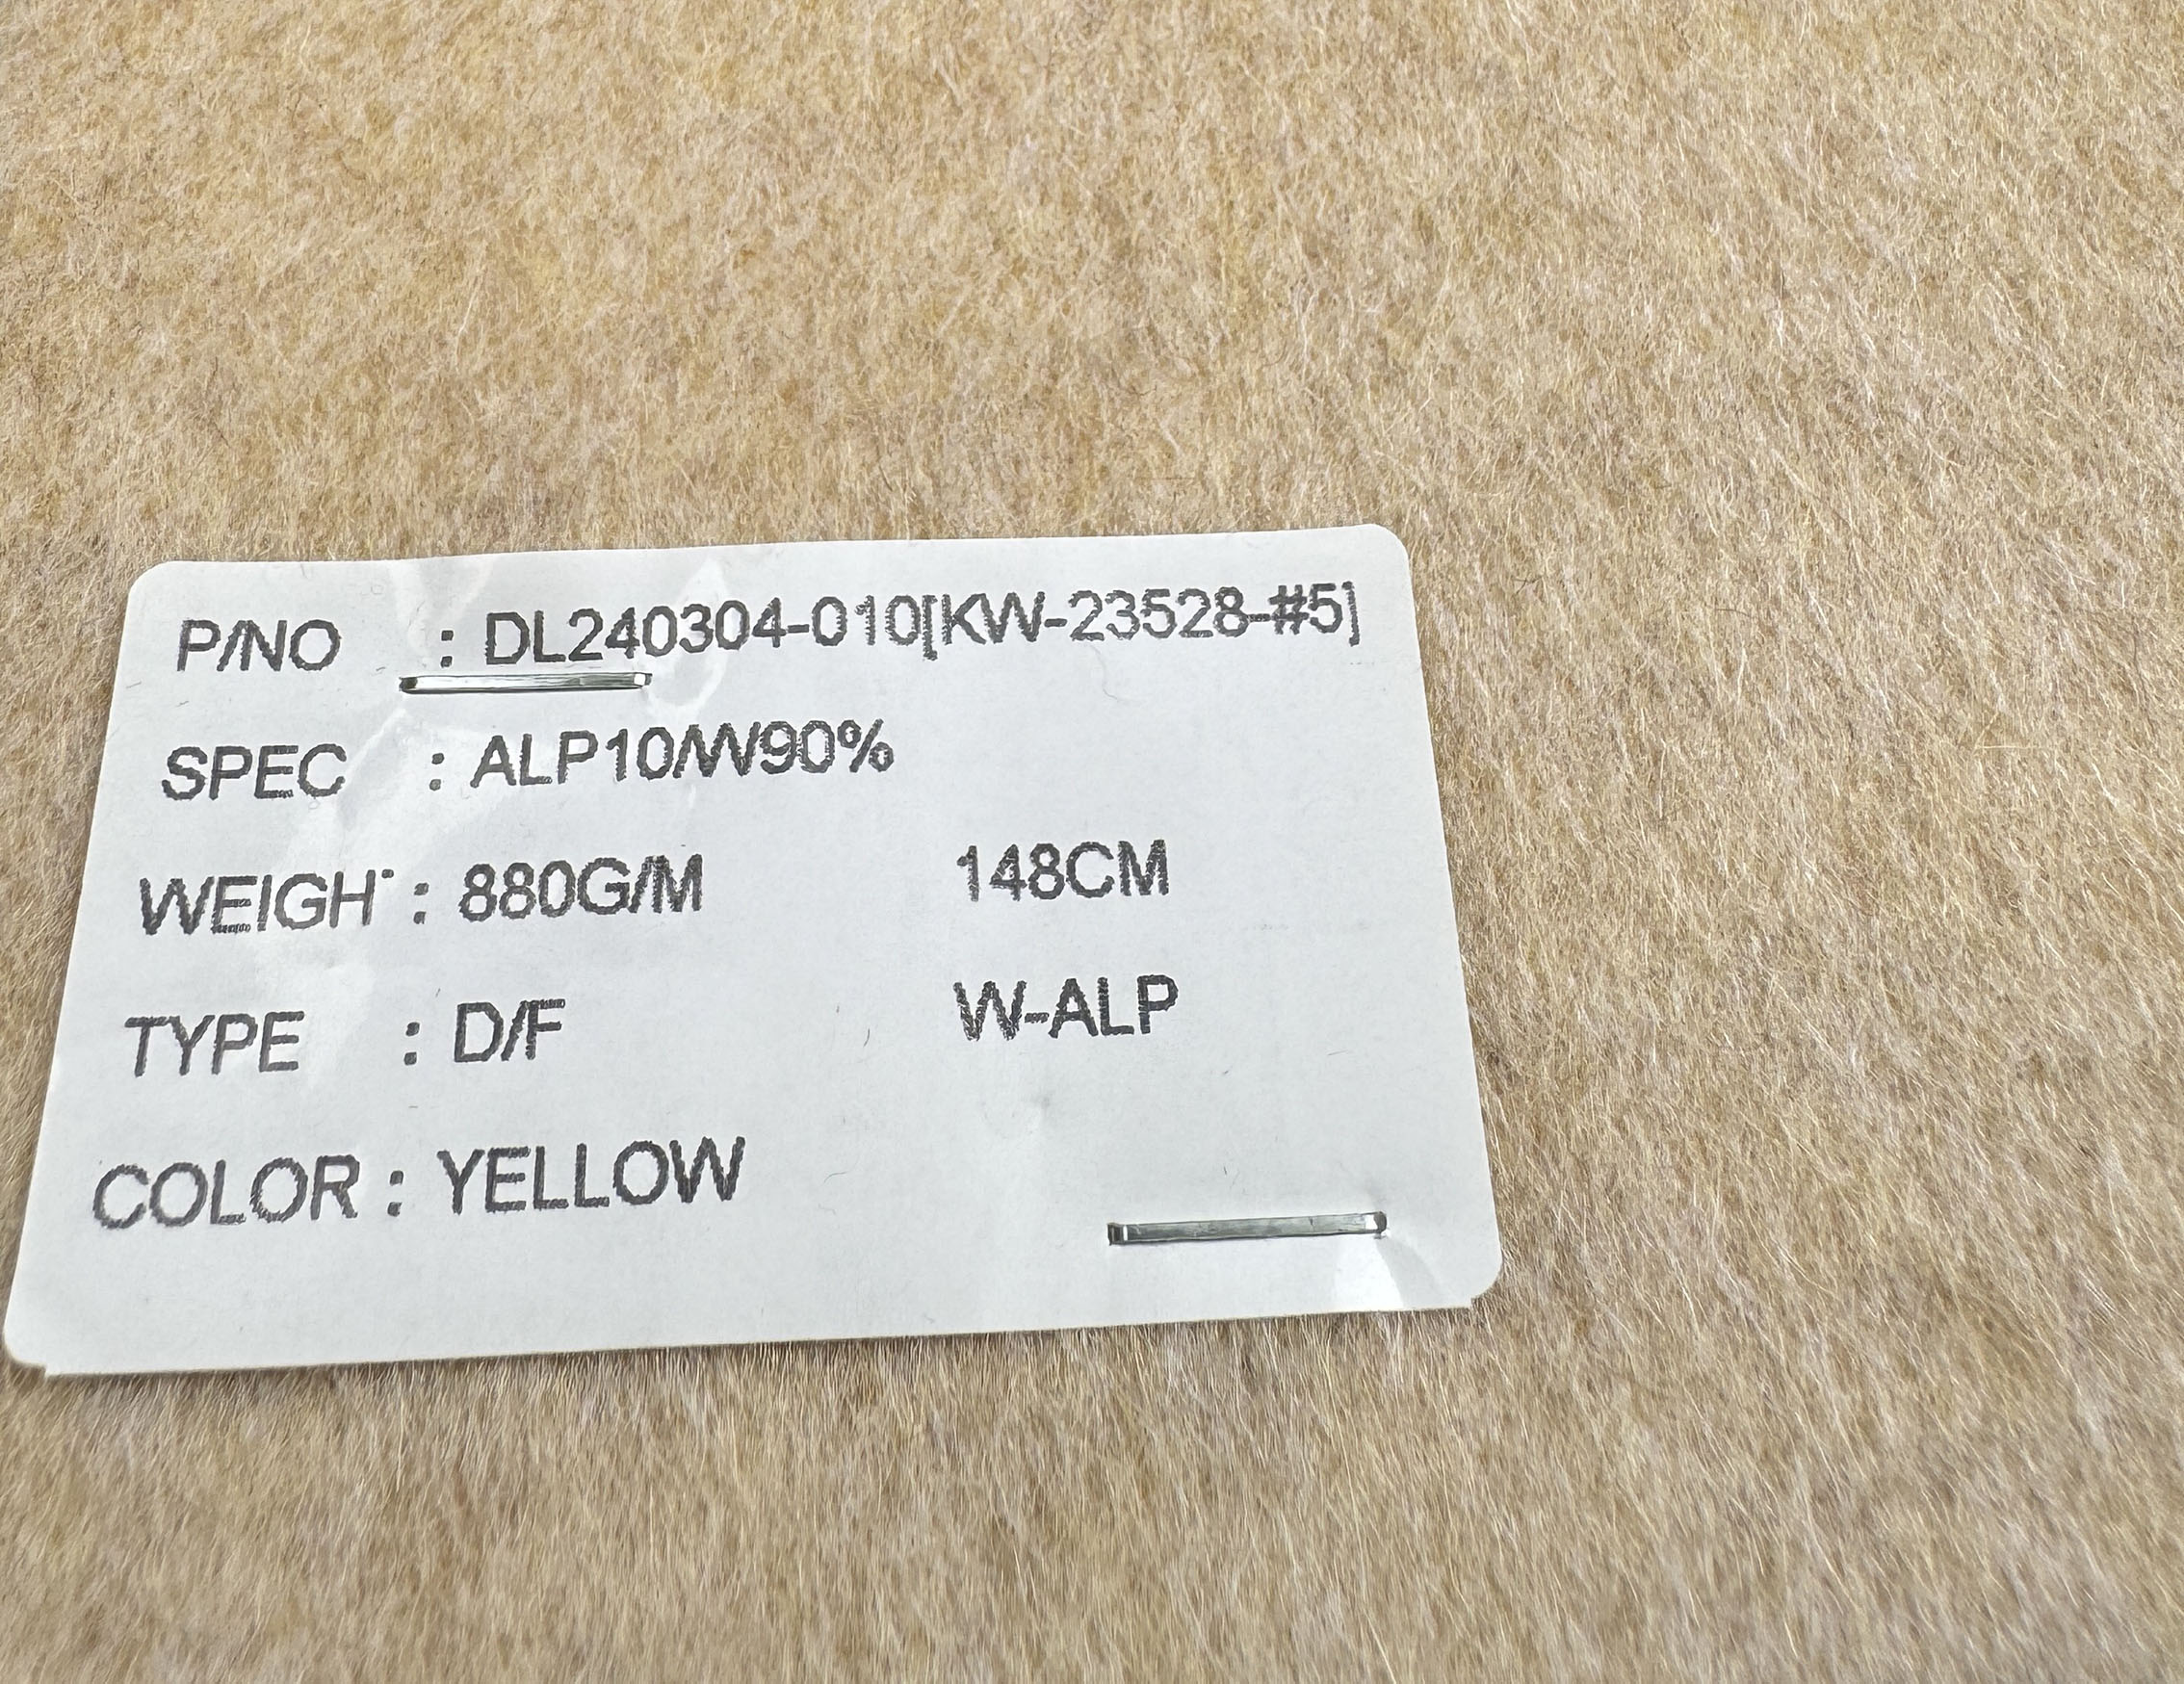 P/NO : DL240304-010[KW-23528-#5]
SPEC : ALP10/W90%
WEIGH : 880G/M 148CM
TYPE : D/F W-ALP
COLOR : YELLOW